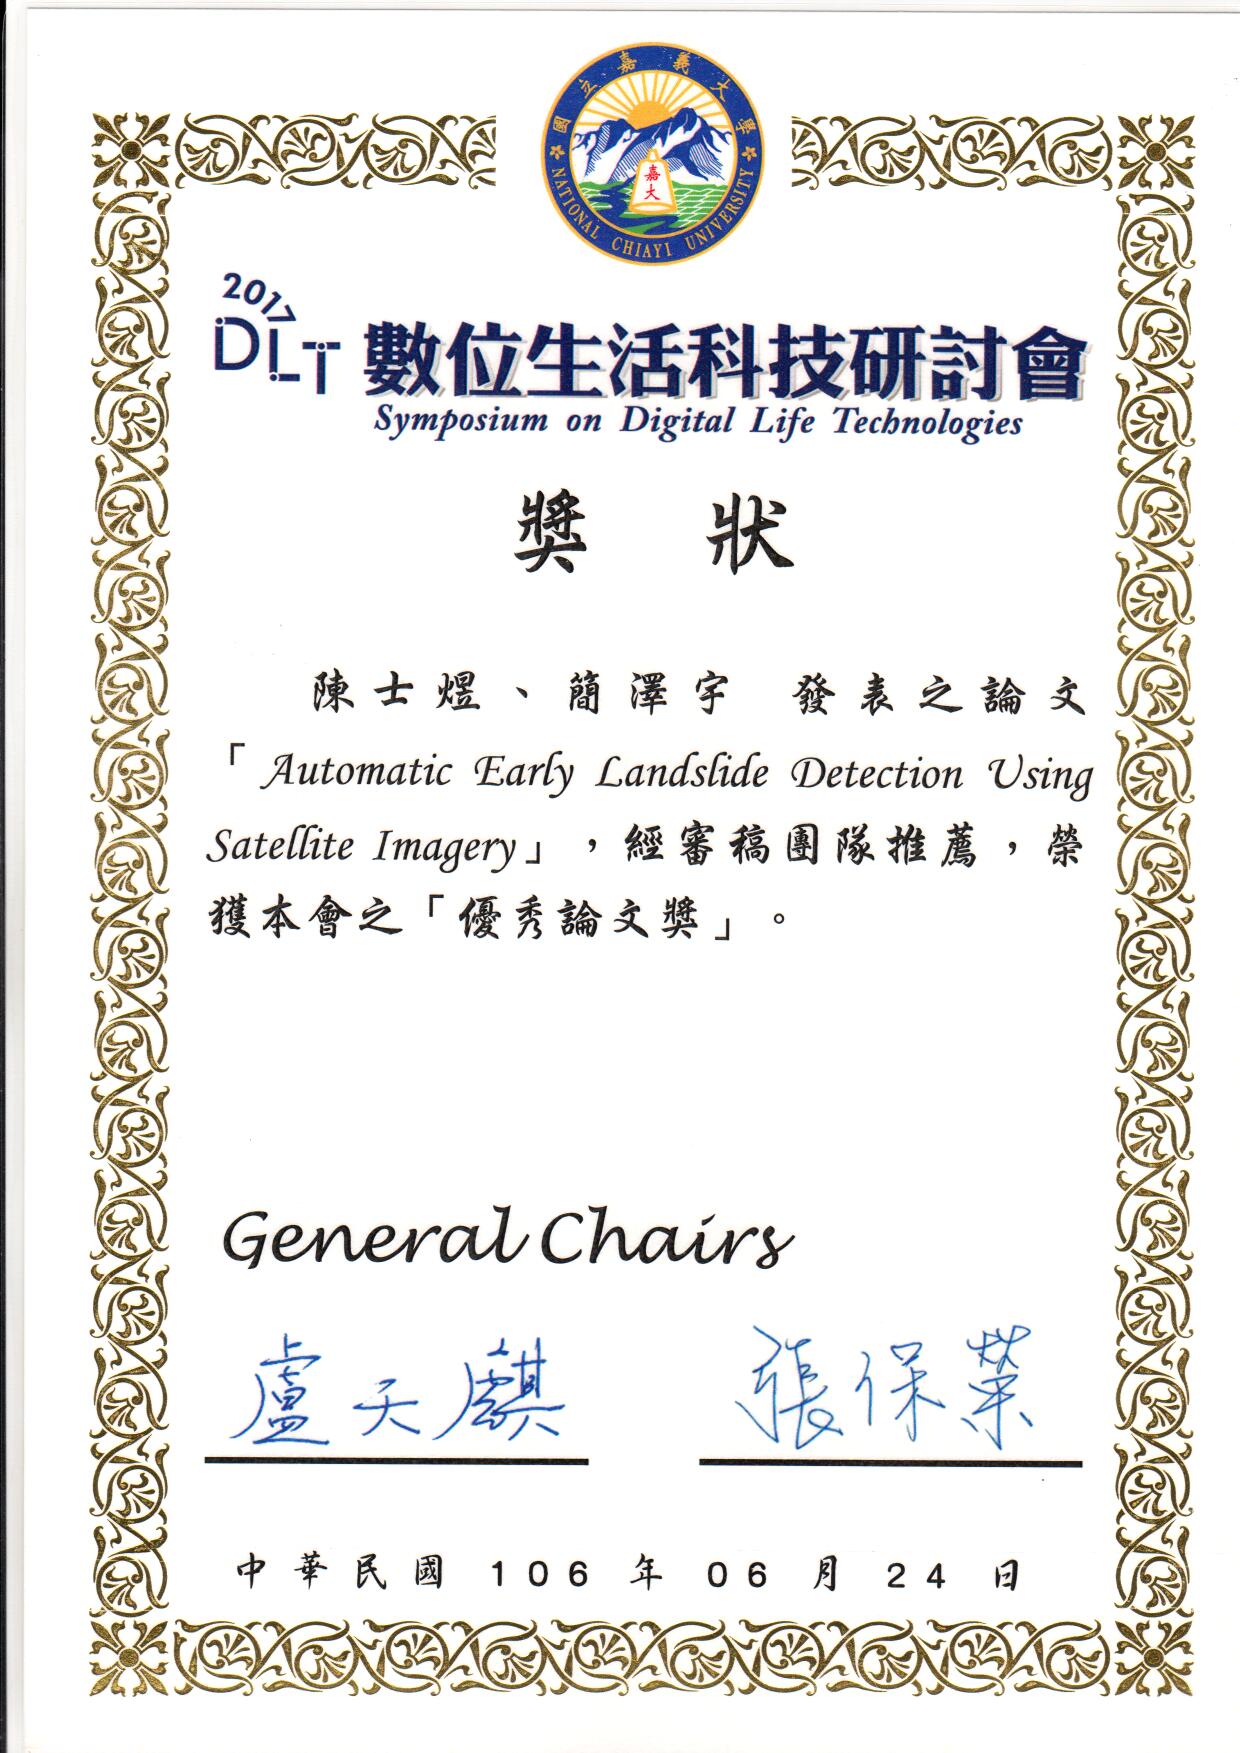 國立嘉義大學
嘉大
NATIONAL CHIAYI UNIVERSITY
2017
DLT 數位生活科技研討會
Symposium on Digital Life Technologies
獎 狀
陳士煜、簡澤宇 發表之論文
「Automatic Early Landslide Detection Using
Satellite Imagery」,經審稿團隊推薦,榮
獲本會之「優秀論文獎」。
General Chairs
盧天麒 張保榮
中華民國 106 年 06 月 24 日